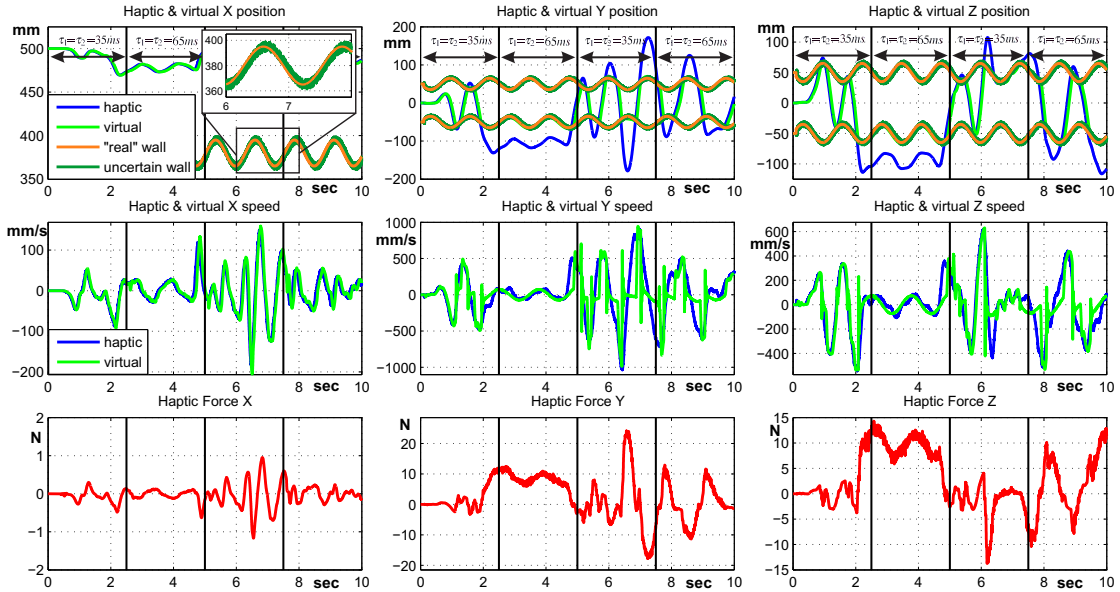 Haptic & virtual X position
Haptic & virtual Y position
Haptic & virtual Z position
mm
τ1=τ2=35ms
τ1=τ2=65ms
500
480
460
440
420
400
380
350
400
380
360
6
7
haptic
virtual
"real" wall
uncertain wall
0
2
4
6
8
10
sec
mm
τ1=τ2=35ms
τ1=τ2=65ms
τ1=τ2=35ms
τ1=τ2=65ms
200
100
0
-100
-200
0
2
4
6
8
10
sec
mm
τ1=τ2=35ms
τ1=τ2=65ms
τ1=τ2=35ms
τ1=τ2=65ms
100
50
0
-50
-100
0
2
4
6
8
10
sec
Haptic & virtual X speed
Haptic & virtual Y speed
Haptic & virtual Z speed
mm/s
100
0
-100
-200
haptic
virtual
0
2
4
6
8
10
sec
mm/s
1000
500
0
-500
-1000
0
2
4
6
8
10
sec
mm/s
600
400
200
0
-200
-400
0
2
4
6
8
10
sec
Haptic Force X
Haptic Force Y
Haptic Force Z
N
2
1
0
-1
-2
0
2
4
6
8
10
sec
N
20
10
0
-10
-20
0
2
4
6
8
10
sec
N
15
10
5
0
-5
-10
-15
0
2
4
6
8
10
sec